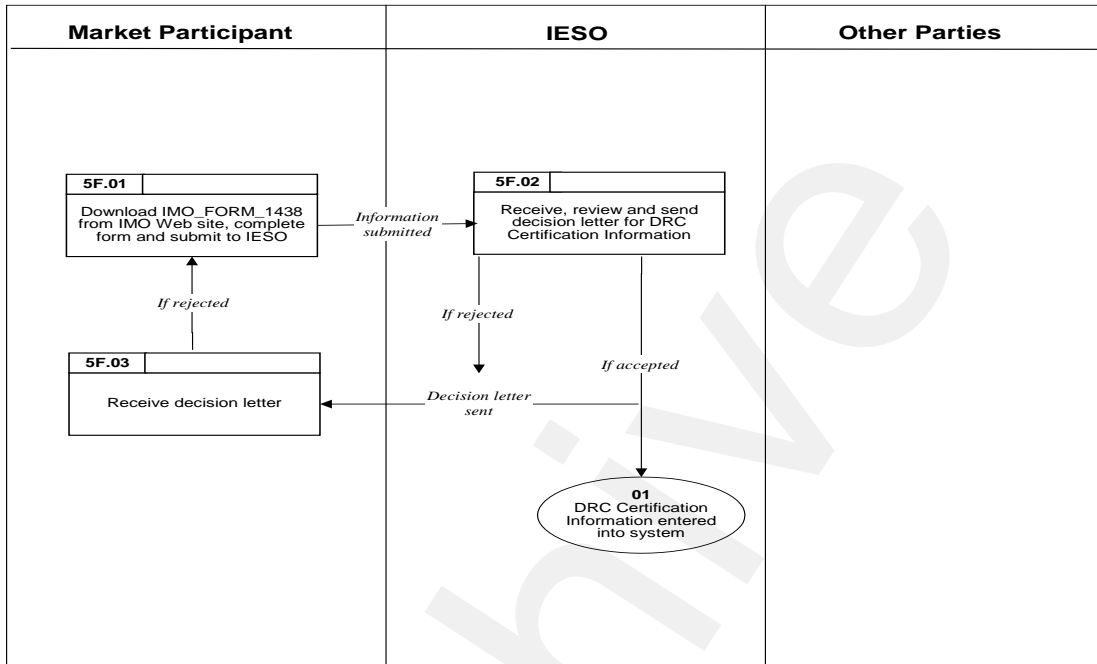 Market Participant
IESO
Other Parties
5F.01
Download IMO_FORM_1438
from IMO Web site, complete
form and submit to IESO
Information
submitted
5F.02
Receive, review and send
decision letter for DRC
Certification Information
If rejected
If rejected
If accepted
5F.03
Receive decision letter
Decision letter
sent
01
DRC Certification
Information entered
into system
hive